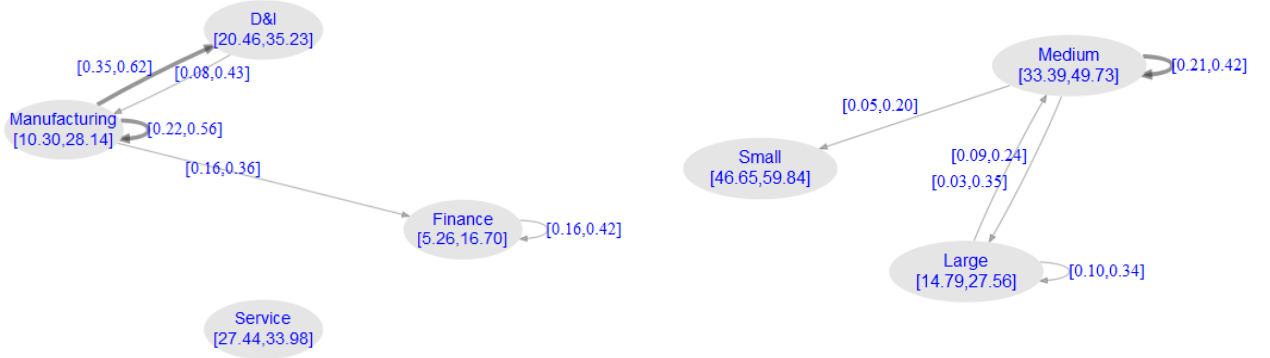 D&I
[20.46,35.23]
[0.35,0.62]
[0.08,0.43]
Manufacturing
[10.30,28.14]
[0.22,0.56]
[0.16,0.36]
Finance
[5.26,16.70]
[0.16,0.42]
Service
[27.44,33.98]
Medium
[33.39,49.73]
[0.21,0.42]
[0.05,0.20]
Small
[46.65,59.84]
[0.09,0.24]
[0.03,0.35]
Large
[14.79,27.56]
[0.10,0.34]